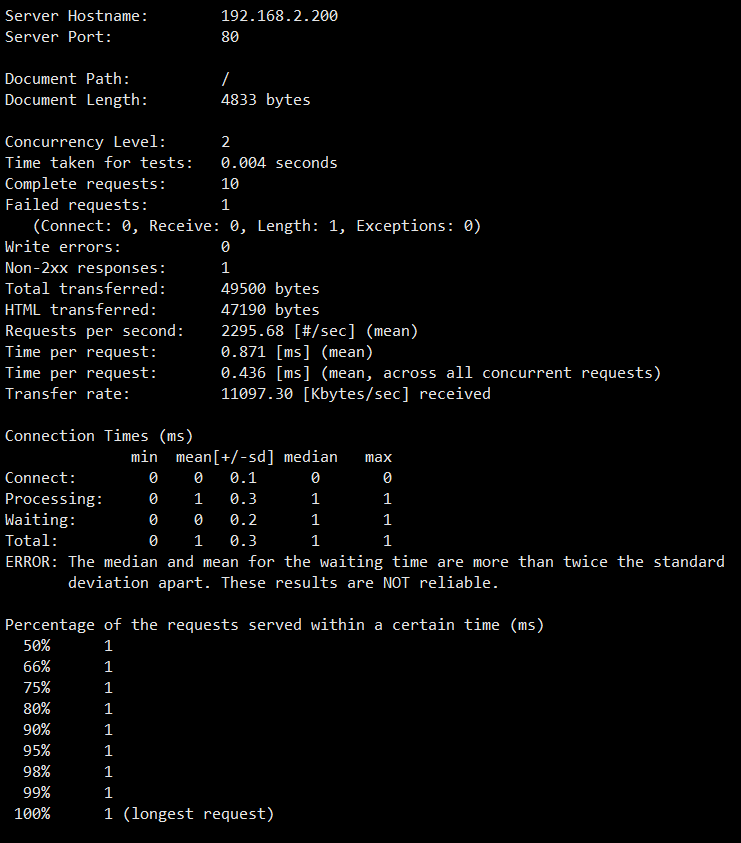 Server Hostname:        192.168.2.200
Server Port:            80

Document Path:          /
Document Length:        4833 bytes

Concurrency Level:      2
Time taken for tests:   0.004 seconds
Complete requests:      10
Failed requests:        1
   (Connect: 0, Receive: 0, Length: 1, Exceptions: 0)
Write errors:           0
Non-2xx responses:      1
Total transferred:      49500 bytes
HTML transferred:       47190 bytes
Requests per second:    2295.68 [#/sec] (mean)
Time per request:       0.871 [ms] (mean)
Time per request:       0.436 [ms] (mean, across all concurrent requests)
Transfer rate:          11097.30 [Kbytes/sec] received

Connection Times (ms)
              min  mean[+/-sd] median   max
Connect:        0    0   0.1      0       0
Processing:     0    1   0.3      1       1
Waiting:        0    0   0.2      1       1
Total:          0    1   0.3      1       1
ERROR: The median and mean for the waiting time are more than twice the standard
       deviation apart. These results are NOT reliable.

Percentage of the requests served within a certain time (ms)
  50%      1
  66%      1
  75%      1
  80%      1
  90%      1
  95%      1
  98%      1
  99%      1
 100%      1 (longest request)